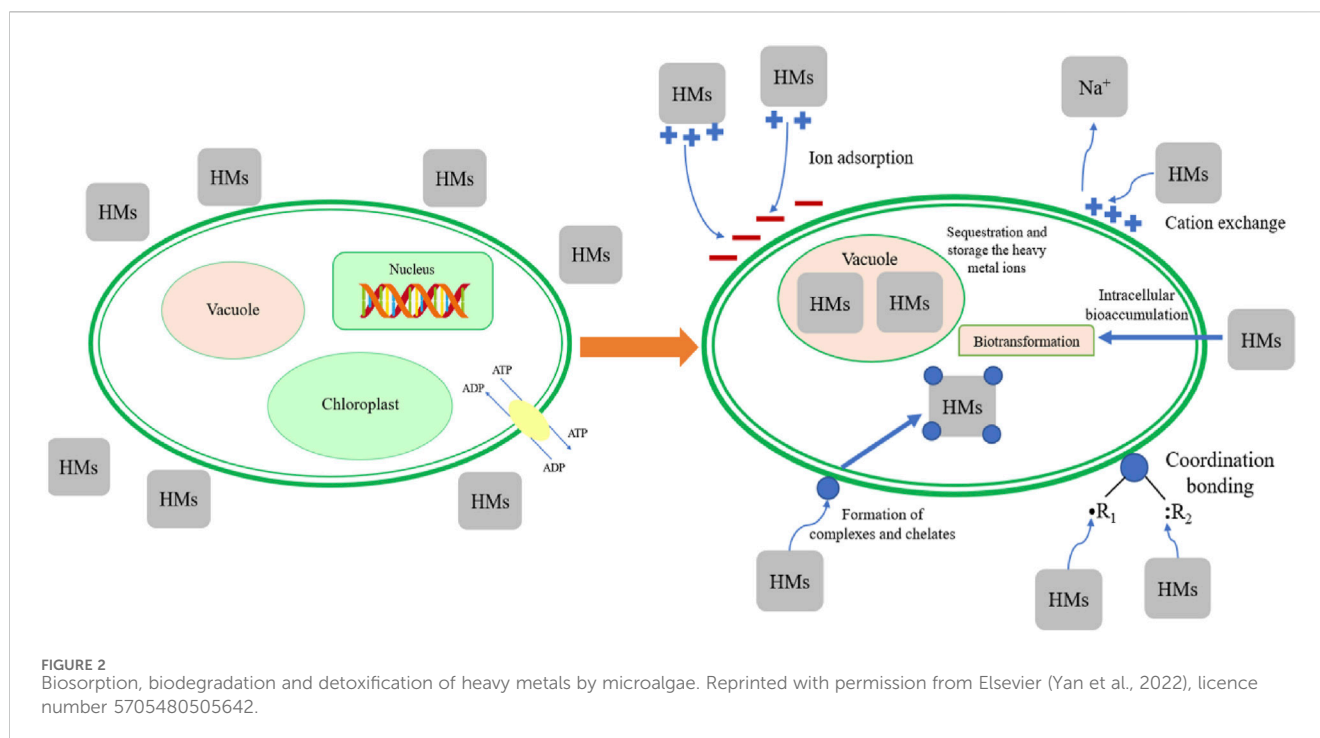 HMs
HMs
HMs
HMs
Nucleus
Vacuole
Chloroplast
ATP
ADP
ATP
ADP
HMs
HMs
HMs
HMs
HMs
Ion adsorption
Na+
HMs
Cation exchange
Sequestration and
storage the heavy
metal ions
Vacuole
HMs
HMs
Intracellular
bioaccumulation
Biotransformation
HMs
HMs
Formation of
complexes and chelates
HMs
Coordination
bonding
•R1
:R2
HMs
HMs
FIGURE 2
Biosorption, biodegradation and detoxification of heavy metals by microalgae. Reprinted with permission from Elsevier (Yan et al., 2022), licence
number 5705480505642.